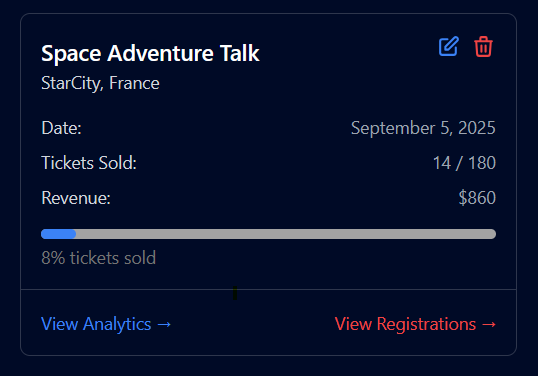 Space Adventure Talk
StarCity, France
Date: September 5, 2025
Tickets Sold: 14 / 180
Revenue: $860
8% tickets sold
View Analytics → View Registrations →